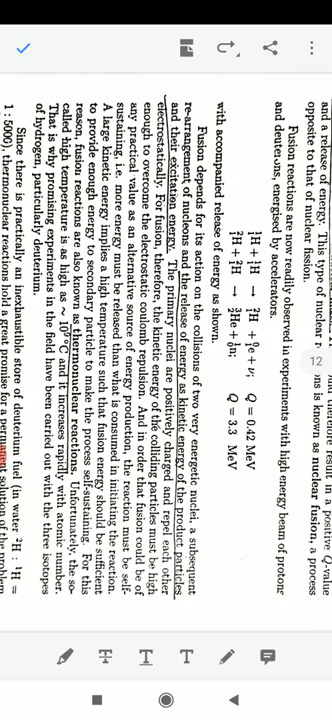 therefore result in a positive Q-value
and a release of energy. This type of nuclear r ns is known as nuclear fusion, a process
opposite to that of nuclear fission.
Fusion reactions are now readily observed in experiments with high energy beam of protons
and deuterons, energised by accelerators.
¹₁H + ¹₁H → ²₁H + ⁰₁e + ν; Q = 0.42 MeV
²₁H + ²₁H → ³₂He + ¹₀n; Q = 3.3 MeV
with accompanied release of energy as shown.
Fusion depends for its action on the collisions of two very energetic nuclei, a subsequent
re-arrangement of nucleons and the release of energy as kinetic energy of the product particles
and their excitation energy. The primary nuclei are positively charged and repel each other
electrostatically. For fusion, therefore, the kinetic energy of the colliding particles must be high
enough to overcome the electrostatic coulomb repulsion. And in order that fusion could be of
any practical value as an alternative source of energy production, the reaction must be self-
sustaining, i.e. more energy must be released than what is consumed in initiating the reaction.
A large kinetic energy implies a high temperature such that fusion energy should be sufficient
to provide enough energy to secondary particle to make the process self-sustaining. For this
reason, fusion reactions are also known as thermonuclear reactions. Unfortunately, the so-
called high temperature is as high as ~ 10⁹ °C and it increases rapidly with atomic number.
That is why promising experiments in the field have been carried out with the three isotopes
of hydrogen, particularly deuterium.
Since there is practically an inexhaustible store of deuterium fuel (in water ²H : ¹H =
1 : 5000), thermonuclear reactions hold a great promise for a permanent solution of the problem
12